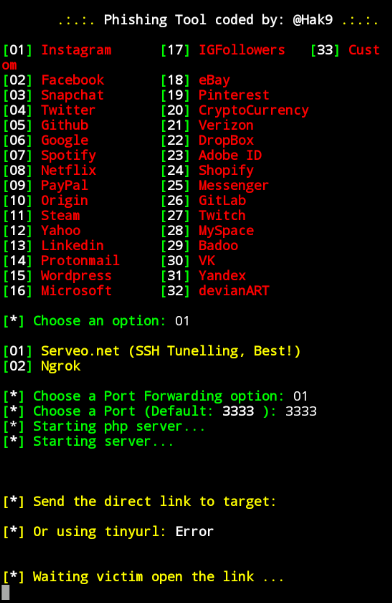 .:.:. Phishing Tool coded by: @Hak9 .:.:.
[01] Instagram [17] IGFollowers [33] Cust
om
[02] Facebook [18] eBay
[03] Snapchat [19] Pinterest
[04] Twitter [20] CryptoCurrency
[05] Github [21] Verizon
[06] Google [22] DropBox
[07] Spotify [23] Adobe ID
[08] Netflix [24] Shopify
[09] PayPal [25] Messenger
[10] Origin [26] GitLab
[11] Steam [27] Twitch
[12] Yahoo [28] MySpace
[13] Linkedin [29] Badoo
[14] Protonmail [30] VK
[15] Wordpress [31] Yandex
[16] Microsoft [32] devianART
[*] Choose an option: 01
[01] Serveo.net (SSH Tunelling, Best!)
[02] Ngrok
[*] Choose a Port Forwarding option: 01
[*] Choose a Port (Default: 3333 ): 3333
[*] Starting php server...
[*] Starting server...
[*] Send the direct link to target:
[*] Or using tinyurl: Error
[*] Waiting victim open the link ...